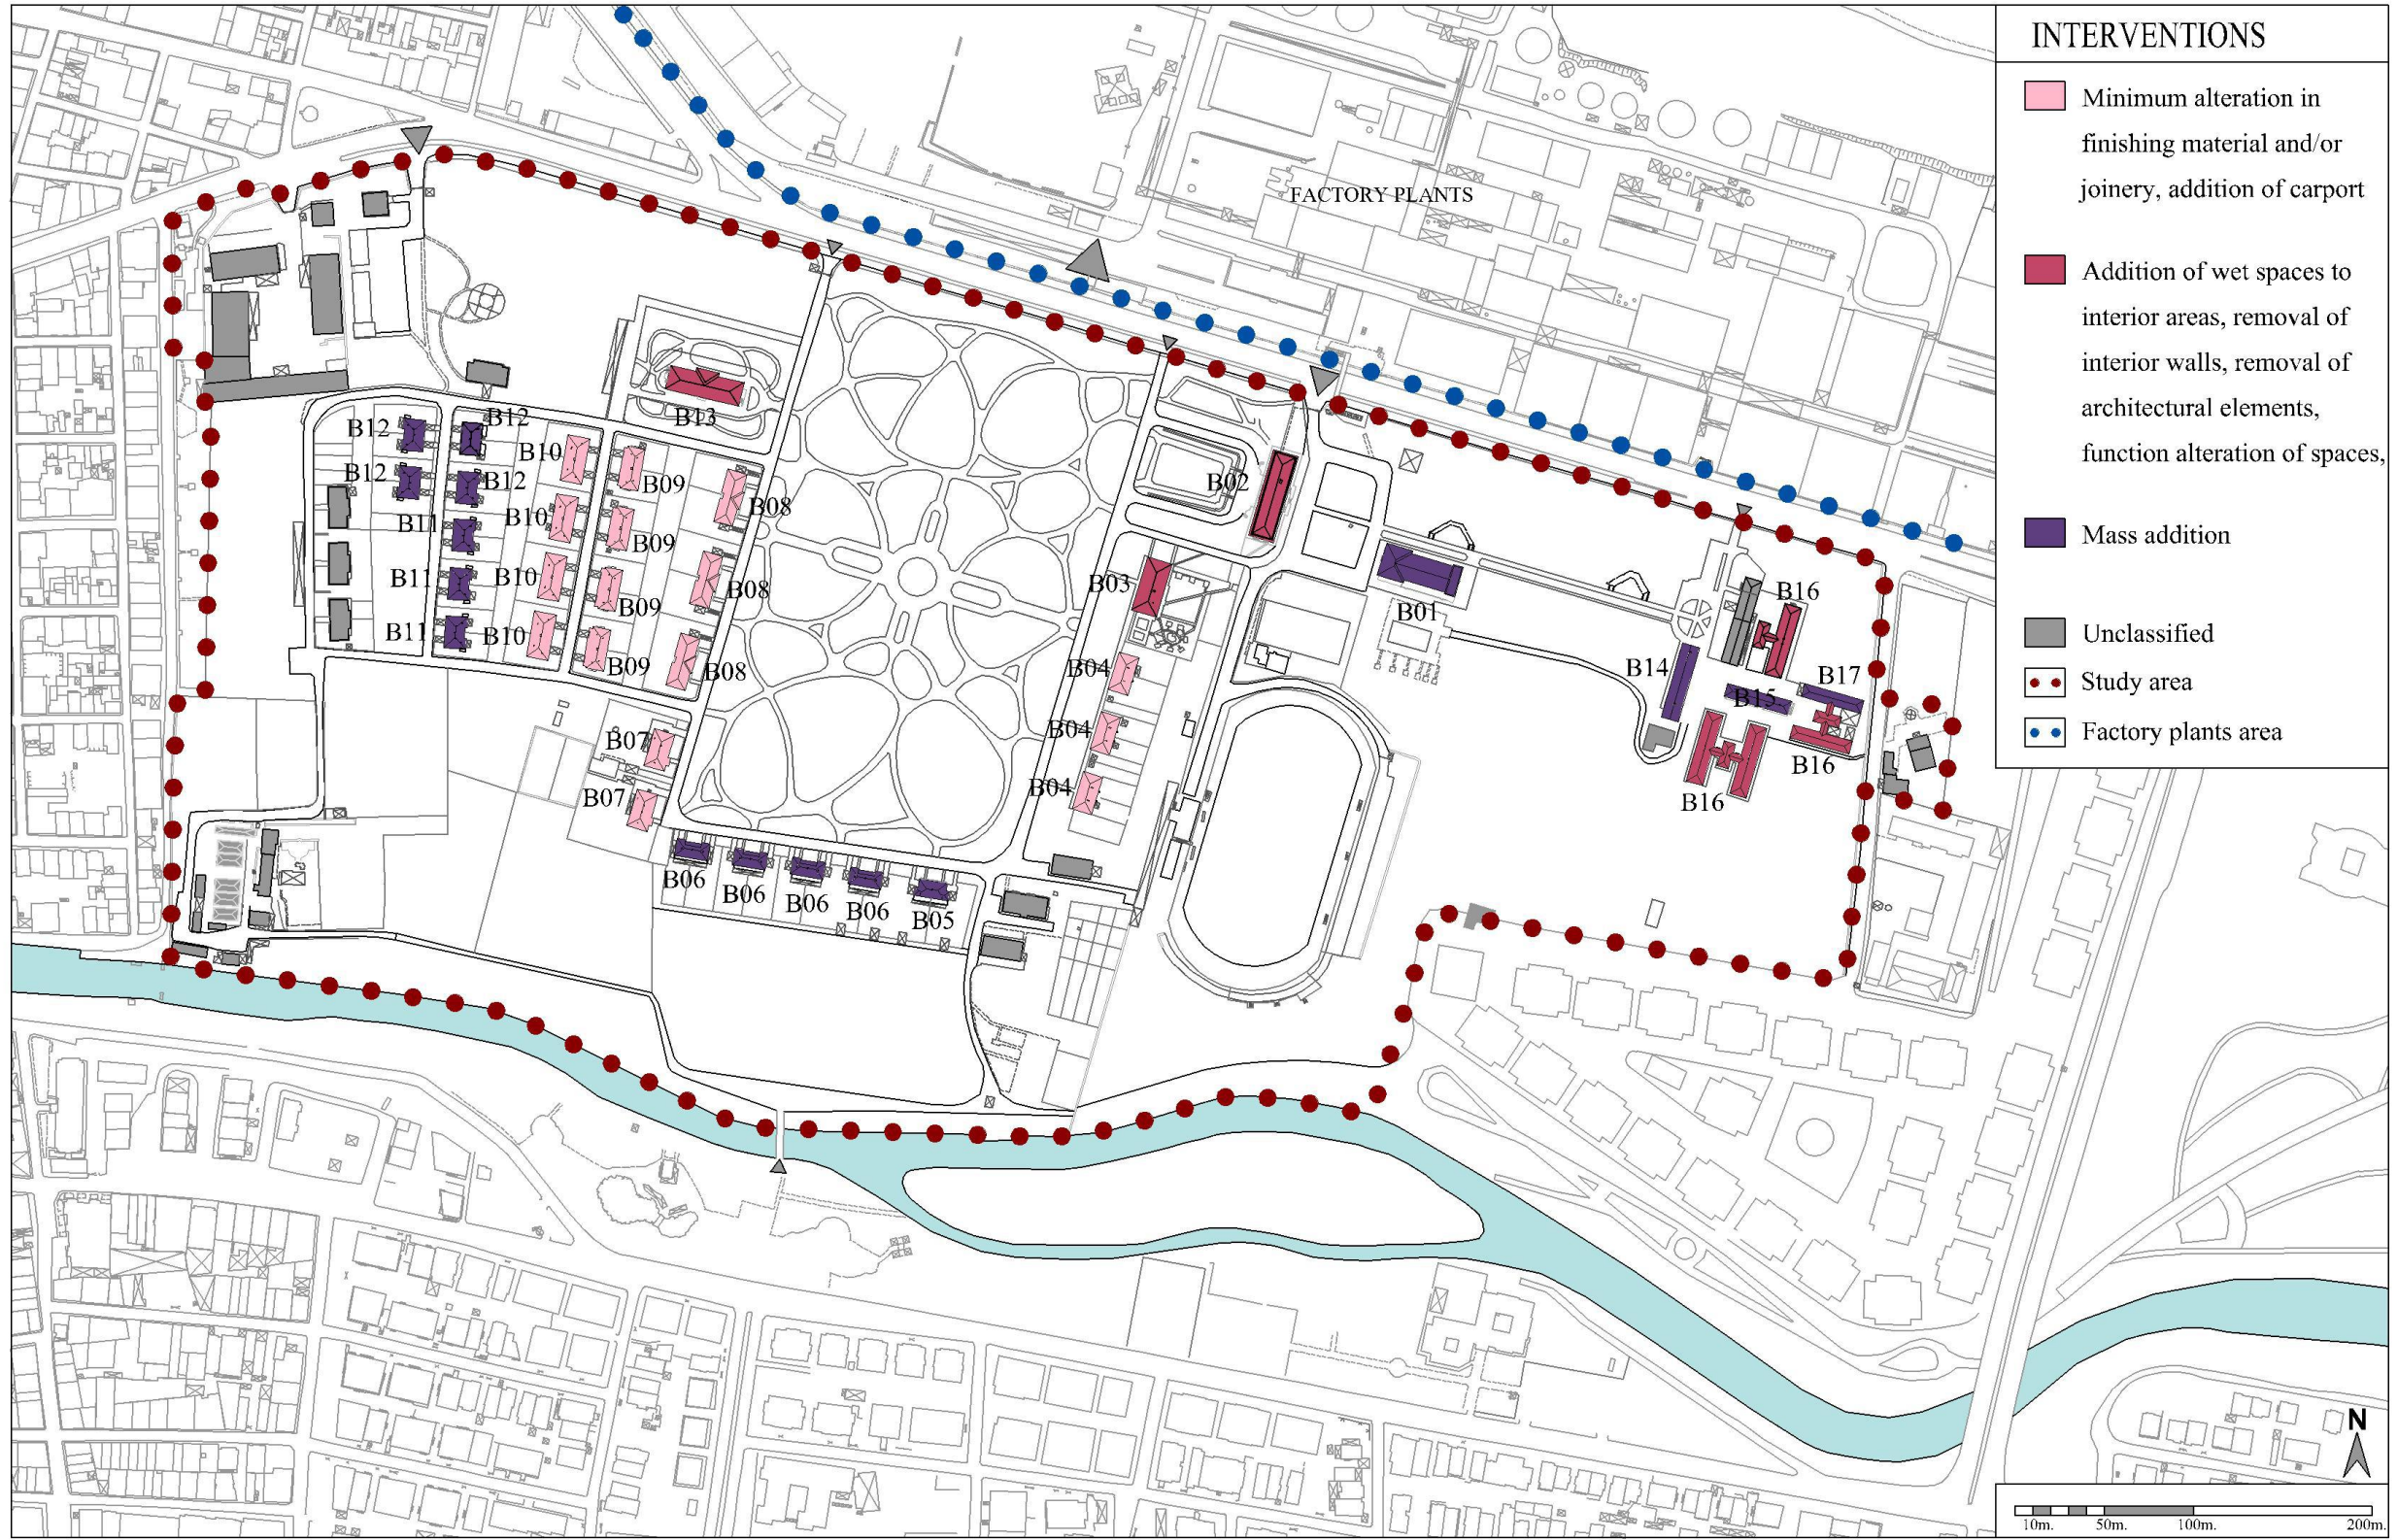 INTERVENTIONS
Minimum alteration in
finishing material and/or
joinery, addition of carport
Addition of wet spaces to
interior areas, removal of
interior walls, removal of
architectural elements,
function alteration of spaces,
Mass addition
Unclassified
Study area
Factory plants area
FACTORY PLANTS
B13
B12
B12
B12
B12
B10
B09
B08
B02
B10
B11
B09
B08
B03
B01
B16
B11
B10
B09
B11
B10
B09
B08
B04
B14
B15
B17
B04
B07
B16
B04
B07
B16
B06
B06
B06
B06
B05
N
10m.
50m.
100m.
200m.